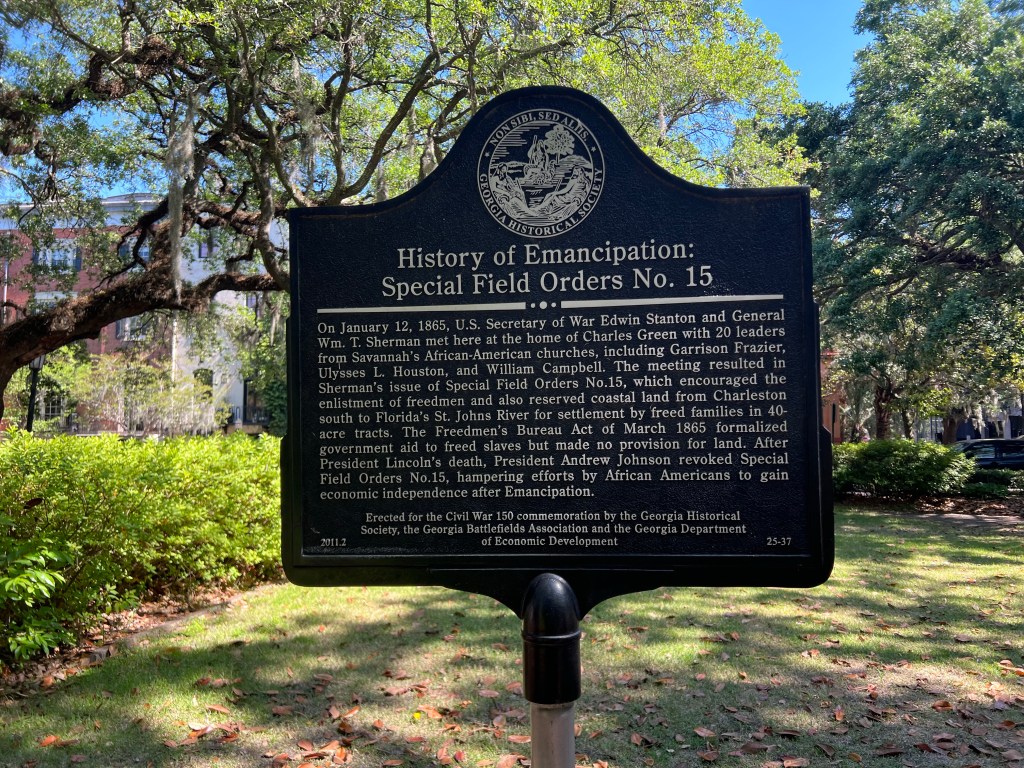 NON SIBI, SED ALIIS
GEORGIA HISTORICAL SOCIETY
History of Emancipation:
Special Field Orders No. 15
On January 12, 1865, U.S. Secretary of War Edwin Stanton and General
Wm. T. Sherman met here at the home of Charles Green with 20 leaders
from Savannah's African-American churches, including Garrison Frazier,
Ulysses L. Houston, and William Campbell. The meeting resulted in
Sherman's issue of Special Field Orders No.15, which encouraged the
enlistment of freedmen and also reserved coastal land from Charleston
south to Florida's St. Johns River for settlement by freed families in 40-
acre tracts. The Freedmen's Bureau Act of March 1865 formalized
government aid to freed slaves but made no provision for land. After
President Lincoln's death, President Andrew Johnson revoked Special
Field Orders No.15, hampering efforts by African Americans to gain
economic independence after Emancipation.
Erected for the Civil War 150 commemoration by the Georgia Historical
Society, the Georgia Battlefields Association and the Georgia Department
2011.2 of Economic Development 25-37